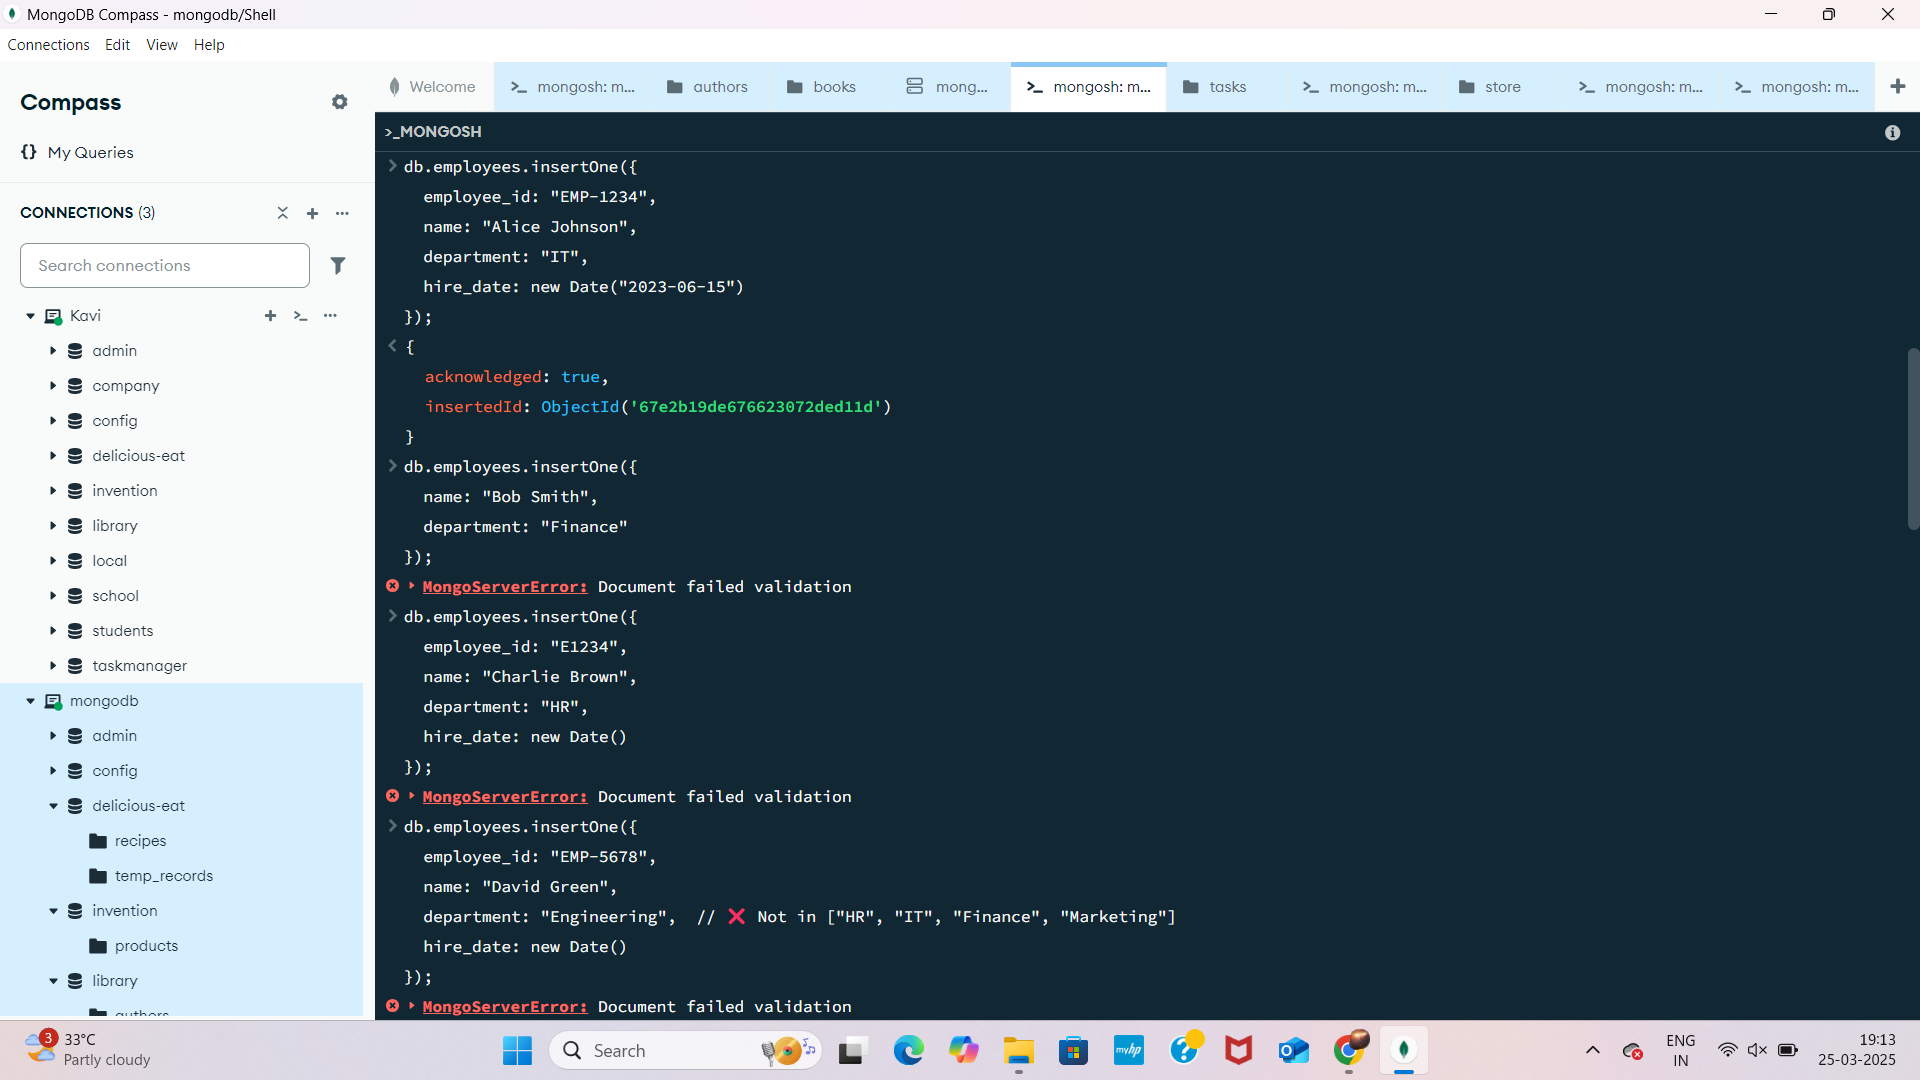 MongoDB Compass - mongodb/Shell
Connections Edit View Help
Compass
{} My Queries
CONNECTIONS (3)
Search connections
Kavi
admin
company
config
delicious-eat
invention
library
local
school
students
taskmanager
mongodb
admin
config
delicious-eat
recipes
temp_records
invention
products
library
authors
Welcome
>_ mongosh: m...
authors
books
mong...
>_ mongosh: m...
tasks
>_ mongosh: m...
store
>_ mongosh: m...
>_ mongosh: m...
>_MONGOSH
> db.employees.insertOne({
employee_id: "EMP-1234",
name: "Alice Johnson",
department: "IT",
hire_date: new Date("2023-06-15")
});
< {
acknowledged: true,
insertedId: ObjectId('67e2b19de676623072ded11d')
}
> db.employees.insertOne({
name: "Bob Smith",
department: "Finance"
});
MongoServerError: Document failed validation
> db.employees.insertOne({
employee_id: "E1234",
name: "Charlie Brown",
department: "HR",
hire_date: new Date()
});
MongoServerError: Document failed validation
> db.employees.insertOne({
employee_id: "EMP-5678",
name: "David Green",
department: "Engineering",  // ❌ Not in ["HR", "IT", "Finance", "Marketing"]
hire_date: new Date()
});
MongoServerError: Document failed validation
3
33°C
Partly cloudy
Search
myhp
ENG
IN
19:13
25-03-2025